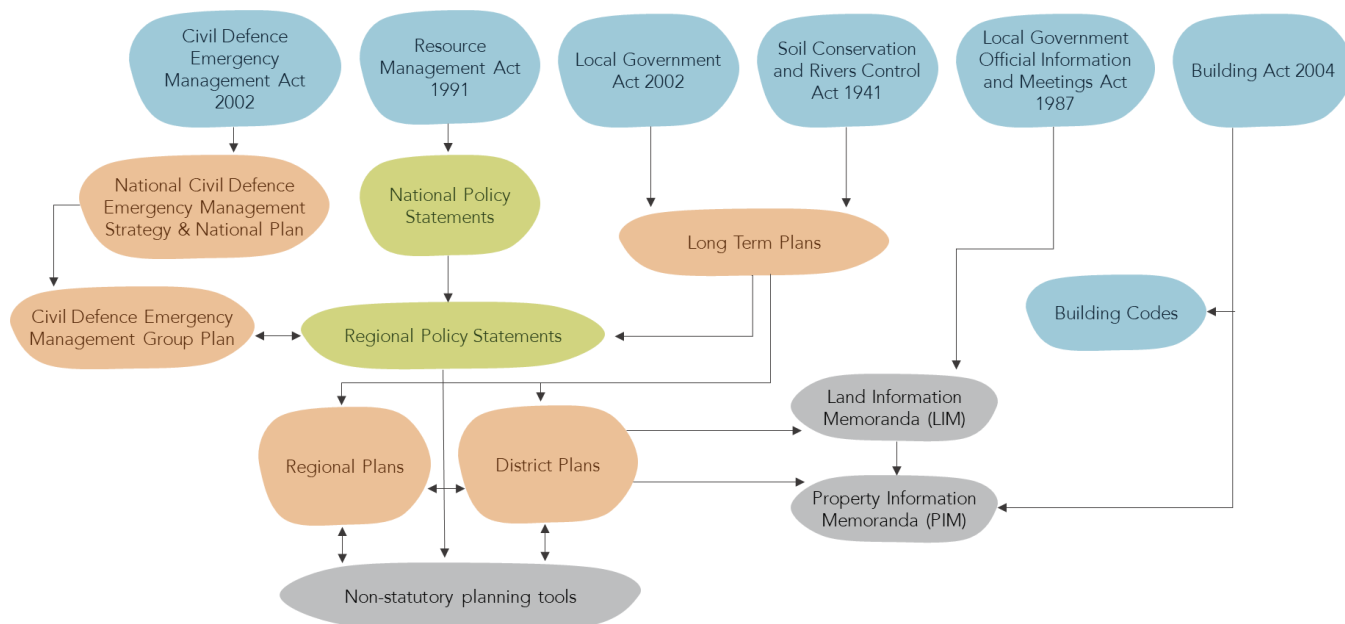 Civil Defence
Emergency
Management Act
2002
Resource
Management Act
1991
Local Government
Act 2002
Soil Conservation
and Rivers Control
Act 1941
Local Government
Official Information
and Meetings Act
1987
Building Act 2004
National Civil Defence
Emergency Management
Strategy & National Plan
National Policy
Statements
Long Term Plans
Civil Defence Emergency
Management Group Plan
Regional Policy Statements
Building Codes
Land Information
Memoranda (LIM)
Regional Plans
District Plans
Property Information
Memoranda (PIM)
Non-statutory planning tools